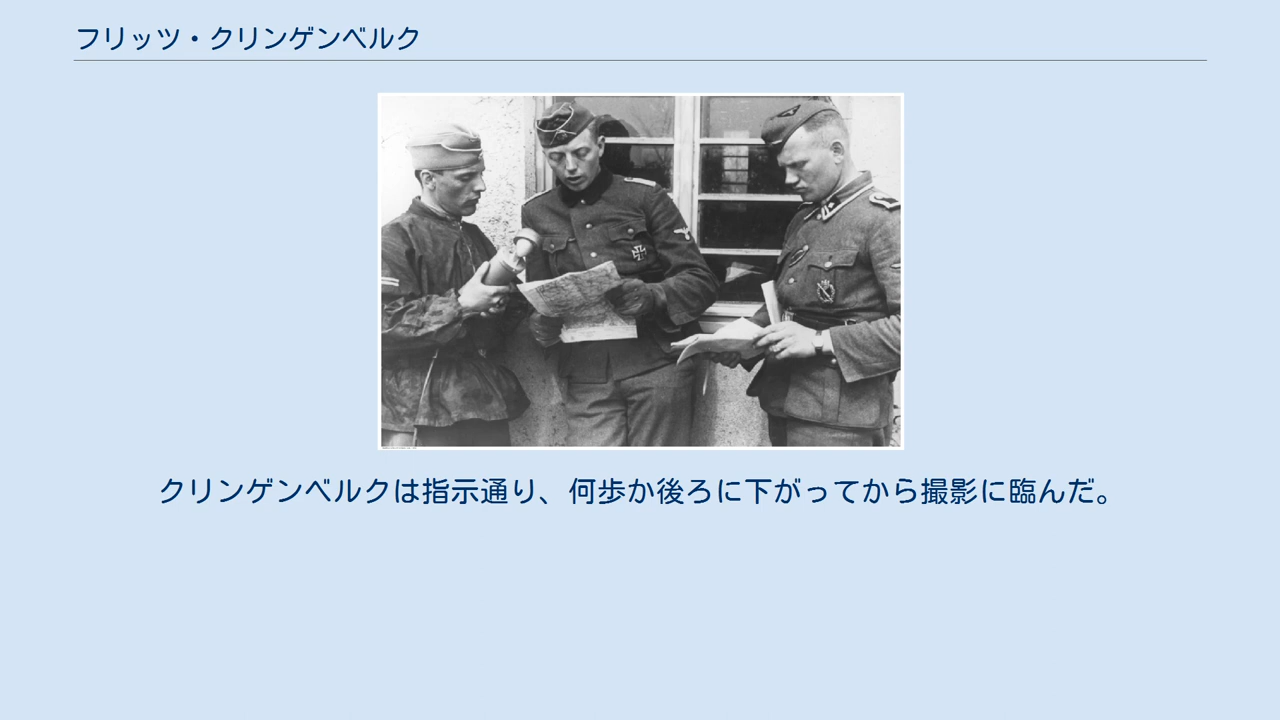 フリッツ・クリンゲンベルク
クリンゲンベルクは指示通り、何歩か後ろに下がってから撮影に臨んだ。